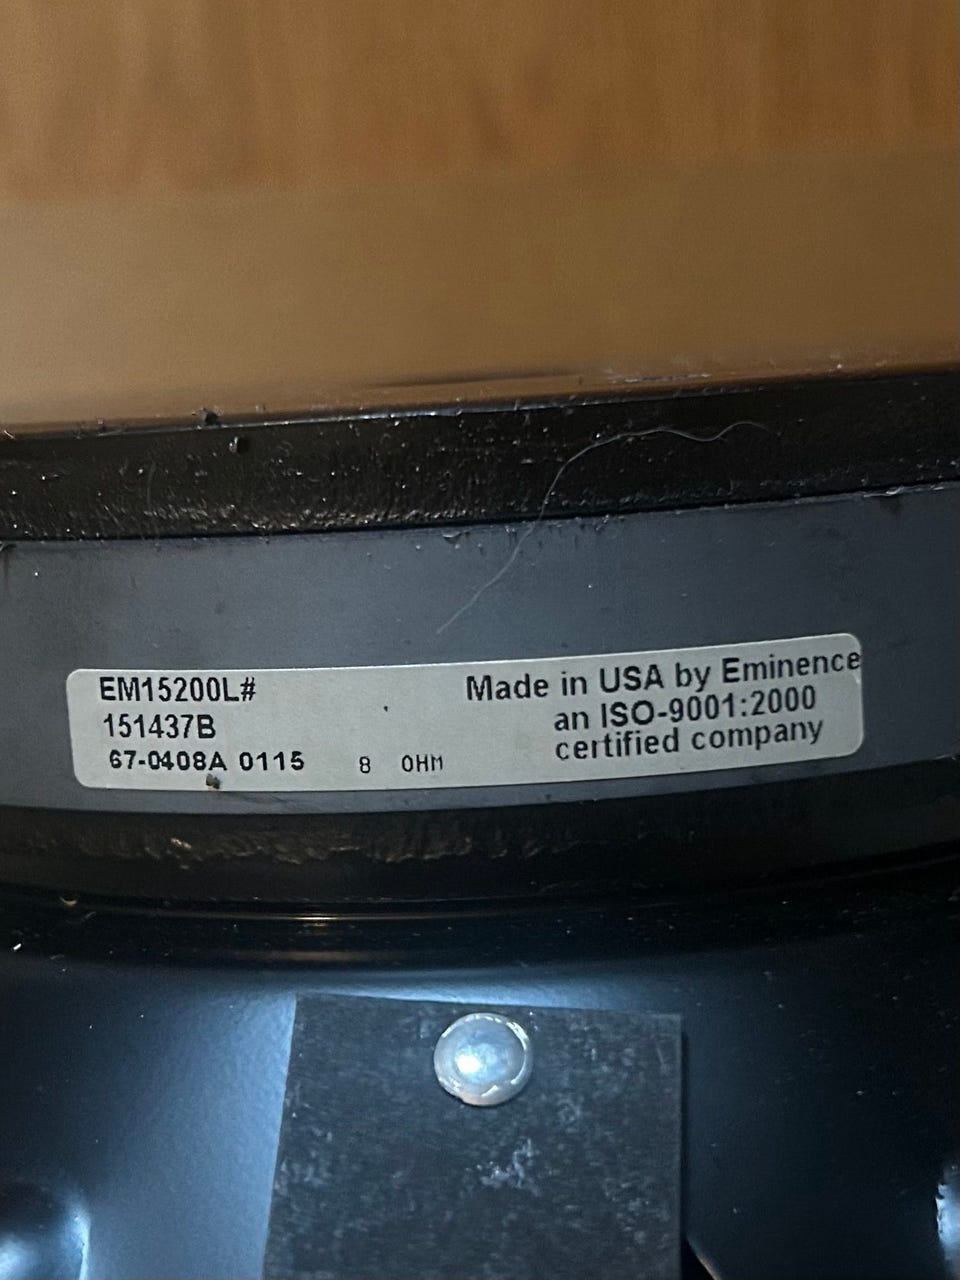 EM15200L#
151437B
67-0408A 0115 8 OHM
Made in USA by Eminence
an ISO-9001:2000
certified company